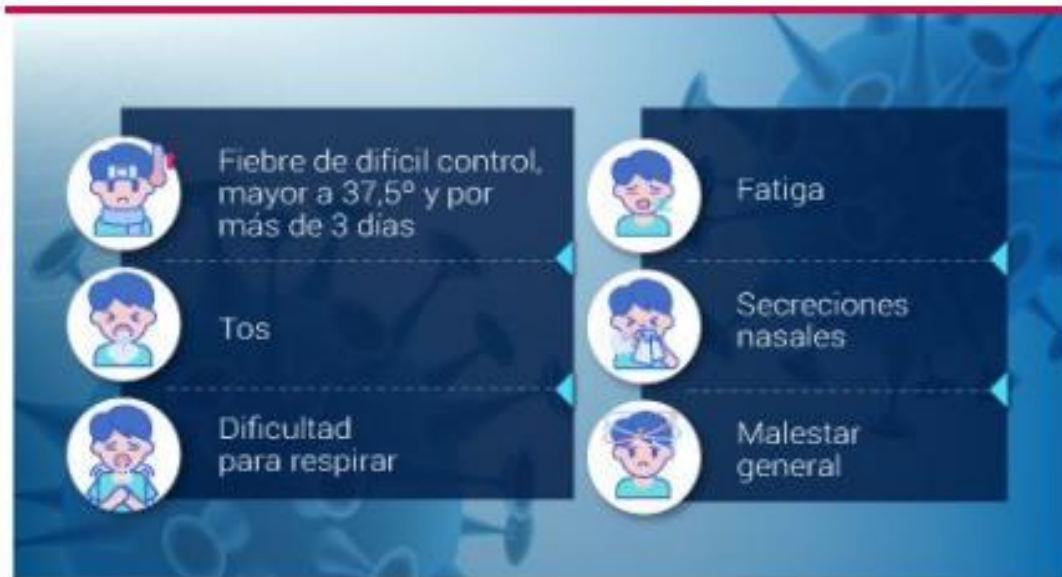 Fiebre de difícil control,
mayor a 37,5º y por
más de 3 días
Tos
Dificultad
para respirar
Fatiga
Secreciones
nasales
Malestar
general